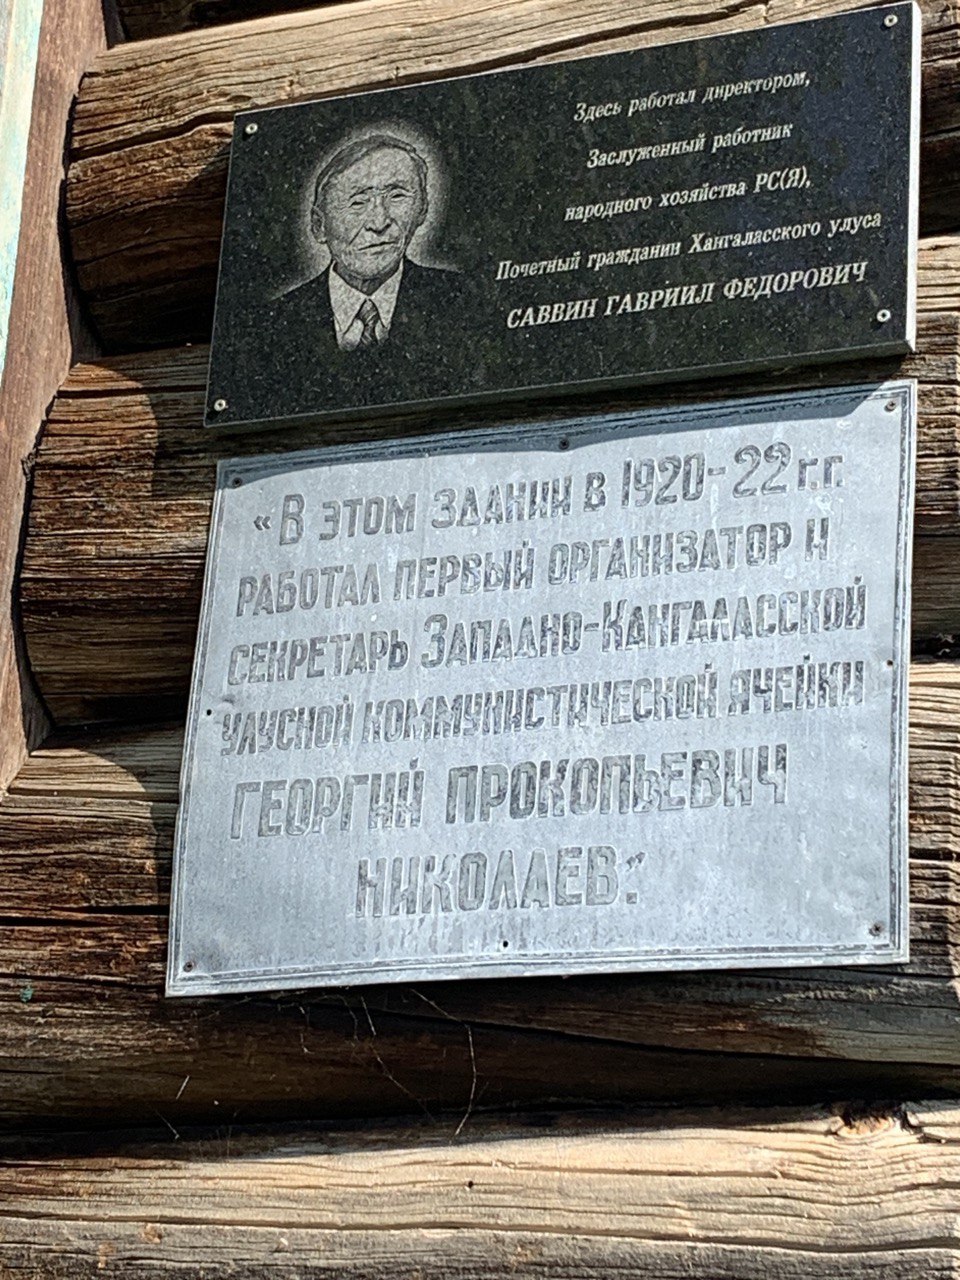 Здесь работал директором,
Заслуженный работник
народного хозяйства РС(Я),
Почетный гражданин Хангаласского улуса
САВВИН ГАВРИИЛ ФЕДОРОВИЧ
«В ЭТОМ ЗДАНИИ В 1920-22 г.г.
РАБОТАЛ ПЕРВЫЙ ОРГАНИЗАТОР И
СЕКРЕТАРЬ ЗАПАДНО-КАНГАЛАССКОЙ
УЛУСНОЙ КОММУНИСТИЧЕСКОЙ ЯЧЕЙКИ
ГЕОРГИЙ ПРОКОПЬЕВИЧ
НИКОЛАЕВ.»